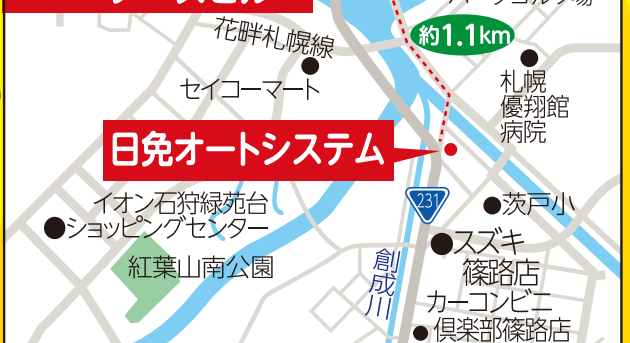 花畔札幌線
約1.1km
セイコーマート
札幌
優翔館
病院
日免オートシステム
イオン石狩緑苑台
ショッピングセンター
231
茨戸小
スズキ
篠路店
紅葉山南公園
創成川
カーコンビニ
倶楽部篠路店